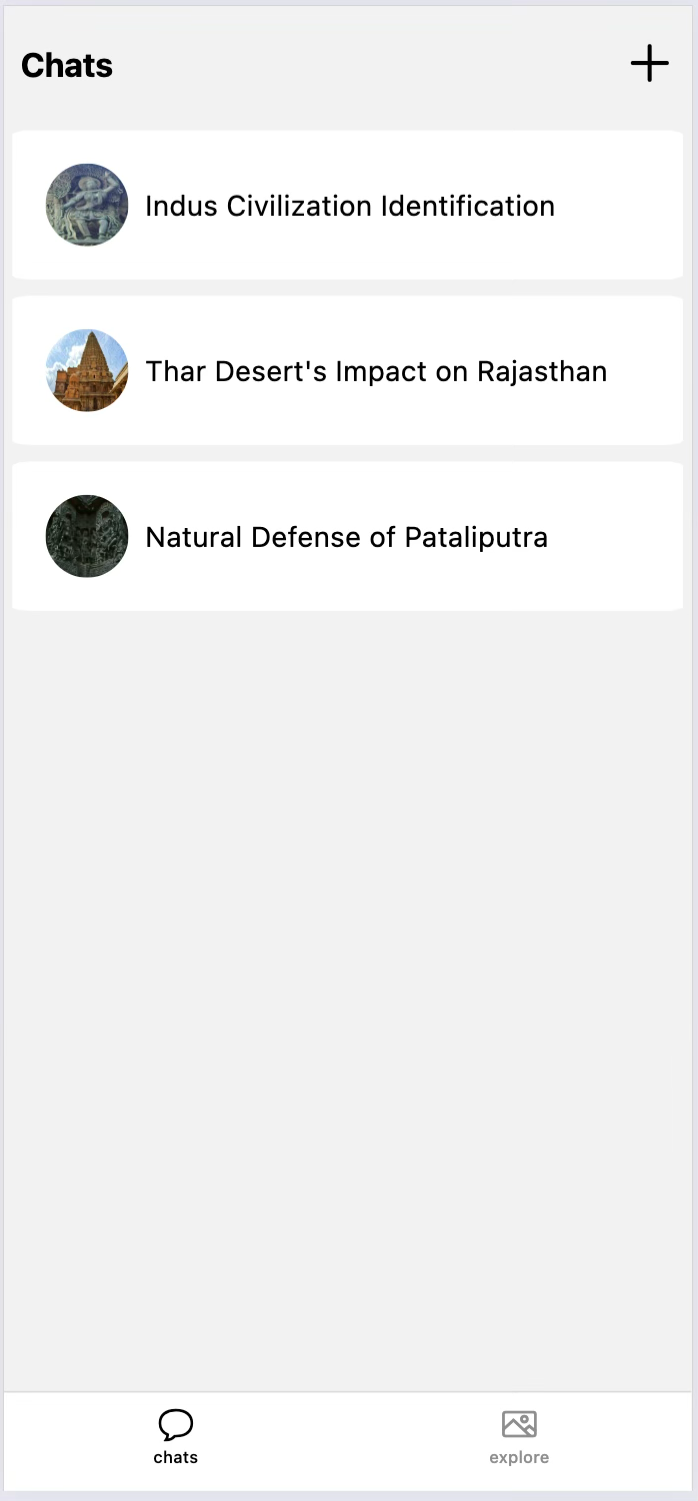 Chats
Indus Civilization Identification
Thar Desert's Impact on Rajasthan
Natural Defense of Pataliputra
chats
explore